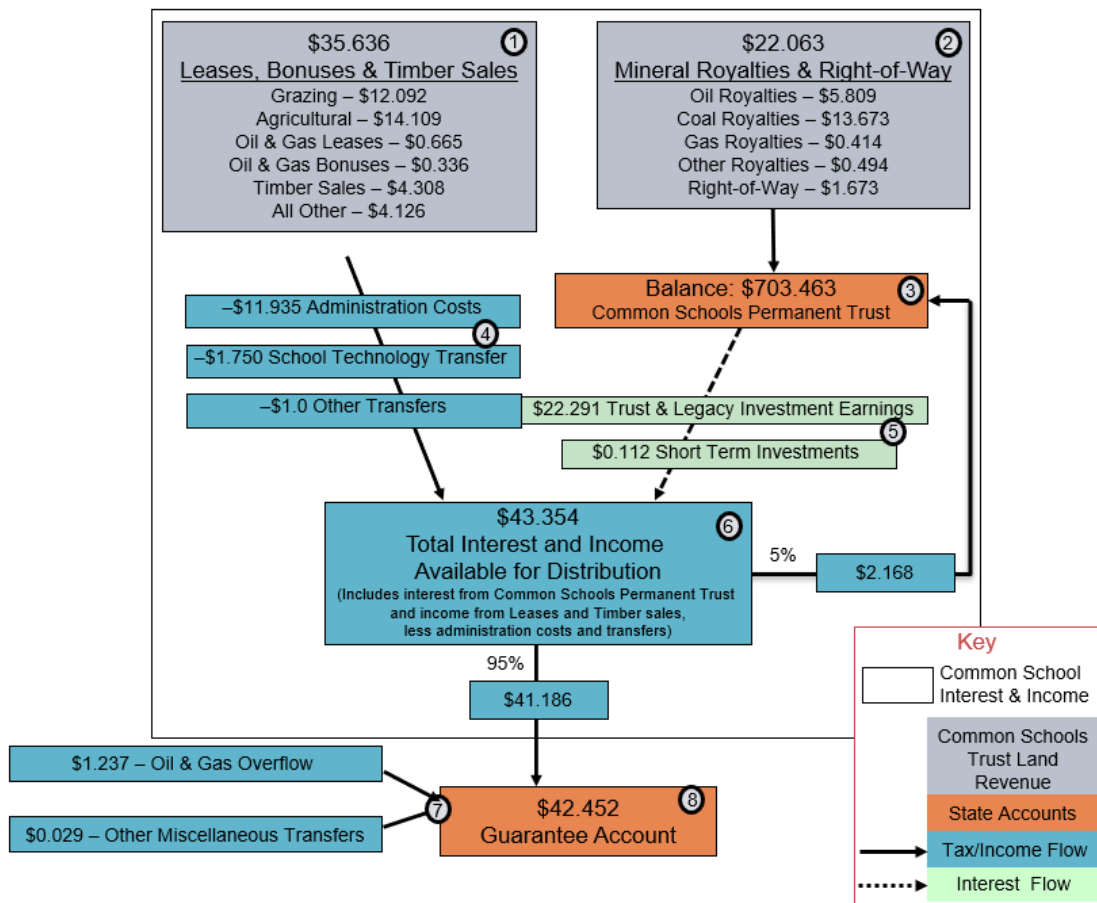 $35.636
1
Leases, Bonuses & Timber Sales
Grazing – $12.092
Agricultural – $14.109
Oil & Gas Leases – $0.665
Oil & Gas Bonuses – $0.336
Timber Sales – $4.308
All Other – $4.126
$22.063
2
Mineral Royalties & Right-of-Way
Oil Royalties – $5.809
Coal Royalties – $13.673
Gas Royalties – $0.414
Other Royalties – $0.494
Right-of-Way – $1.673
Balance: $703.463
3
Common Schools Permanent Trust
–$11.935 Administration Costs
4
–$1.750 School Technology Transfer
–$1.0 Other Transfers
$22.291 Trust & Legacy Investment Earnings
5
$0.112 Short Term Investments
$43.354
6
Total Interest and Income
Available for Distribution
(Includes interest from Common Schools Permanent Trust
and income from Leases and Timber sales,
less administration costs and transfers)
5%
$2.168
95%
$41.186
$1.237 – Oil & Gas Overflow
$0.029 – Other Miscellaneous Transfers
7
$42.452
8
Guarantee Account
Key
Common School
Interest & Income
Common Schools
Trust Land
Revenue
State Accounts
Tax/Income Flow
Interest Flow